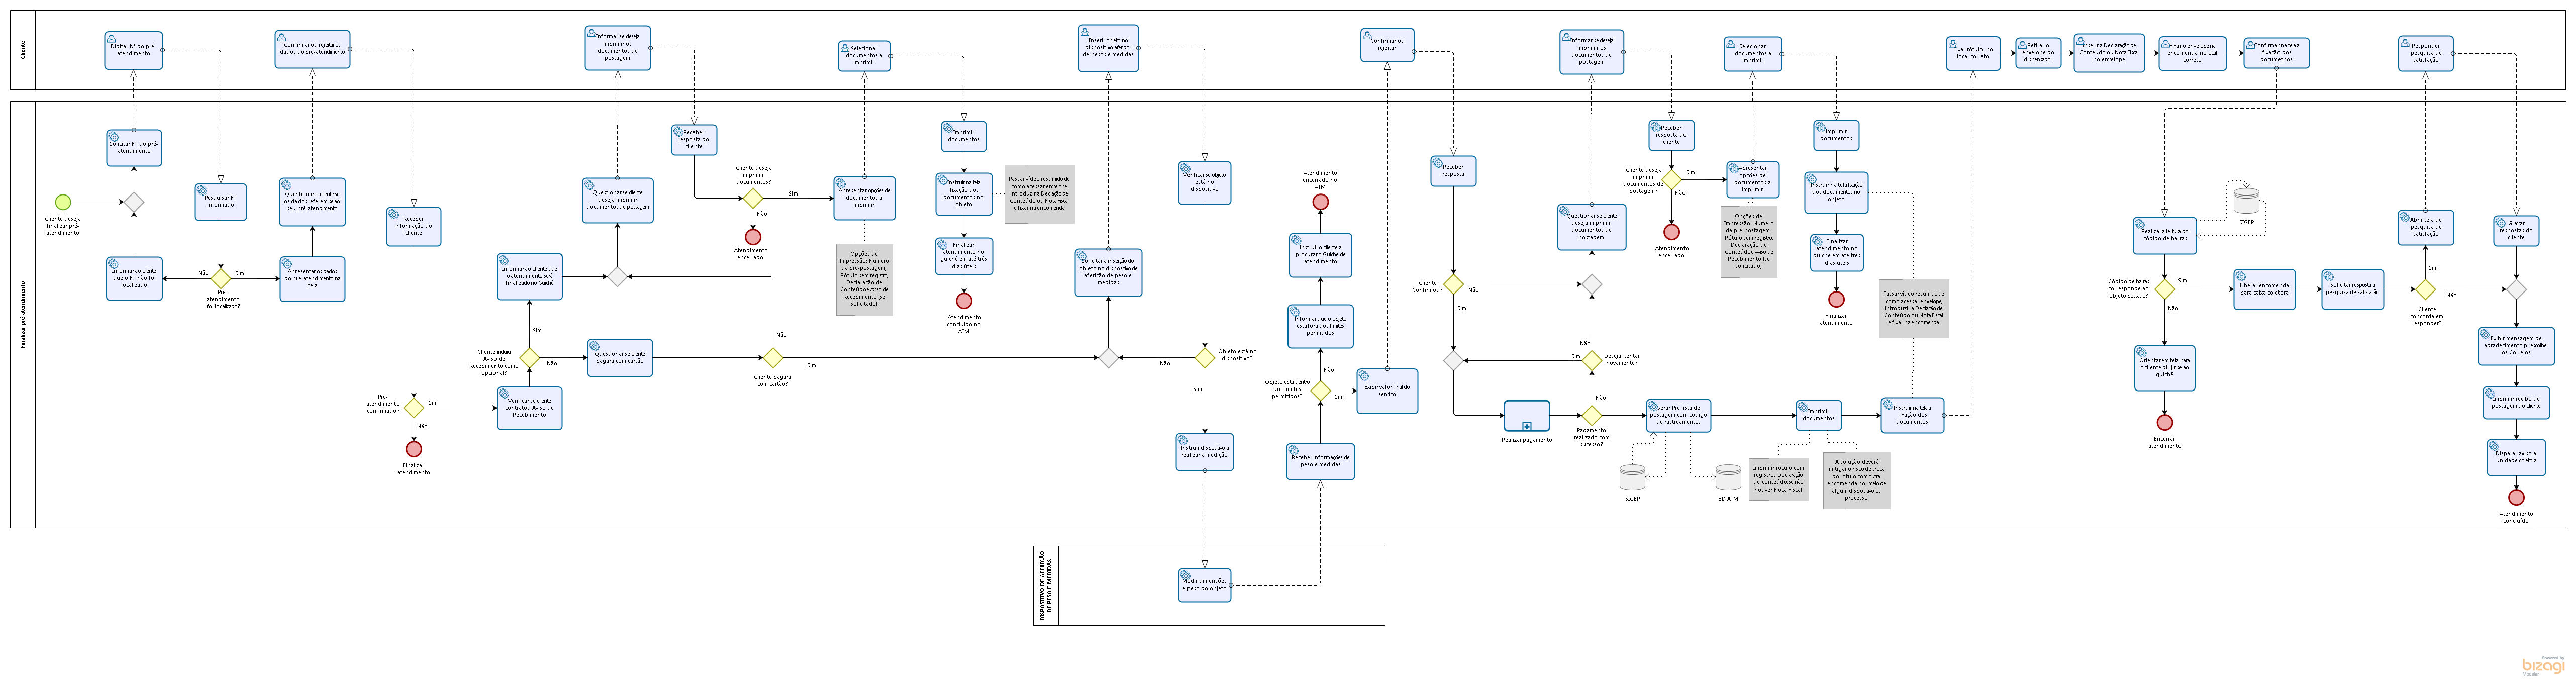 Cliente
Digitar Nº do pré-
atendimento
Confirmar ou rejeitar os
dados do pré-atendimento
Informar se deseja
imprimir os
documentos de
postagem
Selecionar
documentos a
imprimir
Inserir objeto no
dispositivo aferidor
de pesos e medidas
Confirmar ou
rejeitar
Informar se deseja
imprimir os
documentos de
postagem
Selecionar
documentos a
imprimir
Fixar rótulo no
local correto
Retirar o
envelope do
dispensador
Inserir a Declaração de
Conteúdo ou Nota Fiscal
no envelope
Fixar o envelope na
encomenda no local
correto
Confirmar na tela a
fixação dos
documetnos
Responder
pesquisa de
satisfação
Finalizar pré-atendimento
Cliente deseja
finalizar pré-
atendimento
Solicitar Nº do pré-
atendimento
Informar ao cliente
que o Nº não foi
localizado
Pesquisar Nº
informado
Não
Sim
Pré-
atendimento
foi localizado?
Questionar o cliente se
os dados referem-se ao
seu pré-atendimento
Apresentar os dados
do pré-atendimento na
tela
Receber
informação do
cliente
Pré-
atendimento
confirmado?
Sim
Não
Finalizar
atendimento
Verificar se cliente
contratou Aviso de
Recebimento
Cliente incluiu
Aviso de
Recebimento como
opcional?
Sim
Não
Informar ao cliente que
o atendimento será
finalizado no Guichê
Questionar se cliente
deseja imprimir
documentos de postagem
Questionar se cliente
pagará com cartão
Cliente pagará
com cartão?
Não
Sim
Receber
resposta do
cliente
Cliente deseja
imprimir
documentos?
Sim
Não
Atendimento
encerrado
Apresentar opções de
documentos a
imprimir
Opções de
Impressão: Número
da pré-postagem,
Rótulo sem registro,
Declaração de
Conteúdo e Aviso de
Recebimento (se
solicitado)
Imprimir
documentos
Instruir na tela
fixação dos
documentos no
objeto
Passar vídeo resumido de
como acessar envelope,
introduzir a Declação de
Conteúdo ou Nota Fiscal
e fixar na encomenda
Finalizar
atendimento no
guichê em até três
dias úteis
Atendimento
concluído no
ATM
Solicitar a inserção do
objeto no dispositivo de
aferição de peso e
medidas
Verificar se objeto
está no
dispositivo
Objeto está no
dispositivo?
Não
Sim
Instruir dispositivo a
realizar a medição
Atendimento
encerrado no
ATM
Instruir o cliente a
procurar o Guichê de
atendimento
Informar que o objeto
está fora dos limites
permitidos
Objeto está dentro
dos limites
permitidos?
Não
Sim
Receber informações de
peso e medidas
Exibir valor final do
serviço
Receber
resposta
Cliente
Confirmou?
Não
Sim
Realizar pagamento
Questionar se cliente
deseja imprimir
documentos de
postagem
Deseja tentar
novamente?
Não
Sim
Não
Pagamento
realizado com
sucesso?
Sim
Receber
resposta do
cliente
Cliente deseja
imprimir
documentos de
postagem?
Sim
Não
Atendimento
encerrado
Apresentar
opções de
documentos a
imprimir
Opções de
Impressão: Número
da pré-postagem,
Rótulo sem registro,
Declaração de
Conteúdo e Aviso de
Recebimento (se
solicitado)
Imprimir
documentos
Instruir na tela fixação
dos documentos no
objeto
Finalizar
atendimento no
guichê em até três
dias úteis
Finalizar
atendimento
Passar vídeo resumido de
como acessar envelope,
introduzir a Declação de
Conteúdo ou Nota Fiscal
e fixar na encomenda
Gerar Pré lista de
postagem com código
de rastreamento.
SIGEP
BD ATM
Imprimir
documentos
Imprimir rótulo com
registro, Declaração
de conteúdo, se não
houver Nota Fiscal
A solução deverá
mitigar o risco de troca
do rótulo com outra
encomenda por meio de
algum dispositivo ou
processo
Instruir na tela a
fixação dos
documentos
Realizar a leitura do
código de barras
SIGEP
Código de barras
corresponde ao
objeto postado?
Sim
Não
Orientar em tela para
o cliente dirijir-se ao
guichê
Encerrar
atendimento
Liberar encomenda
para caixa coletora
Solicitar resposta a
pesquisa de satisfação
Abrir tela de
pesquisa de
satisfação
Sim
Não
Cliente
concorda em
responder?
Gravar
respostas do
cliente
Exibir mensagem de
agradecimento pr escolher
os Correios
Imprimir recibo de
postagem do cliente
Disparar aviso à
unidade coletora
Atendimento
concluído
DISPOSITIVO DE AFERIÇÃO
DE PESO E MEDIDAS
Medir dimensões
e peso do objeto
Powered by
bizagi
Modeler